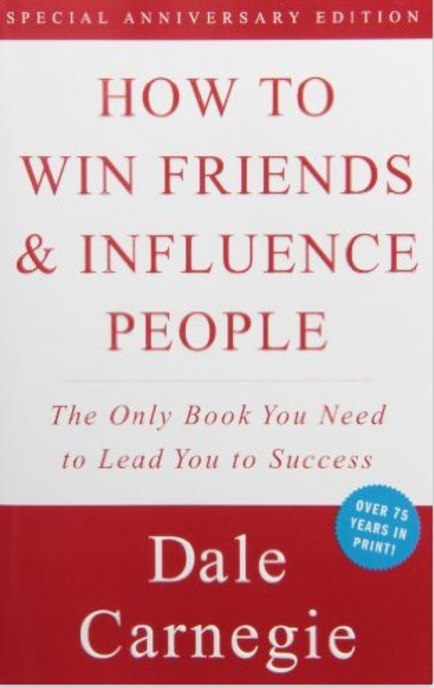 SPECIAL ANNIVERSARY EDITION
HOW TO
WIN FRIENDS
& INFLUENCE
PEOPLE
The Only Book You Need
to Lead You to Success
OVER 75
YEARS IN
PRINT!
Dale
Carnegie